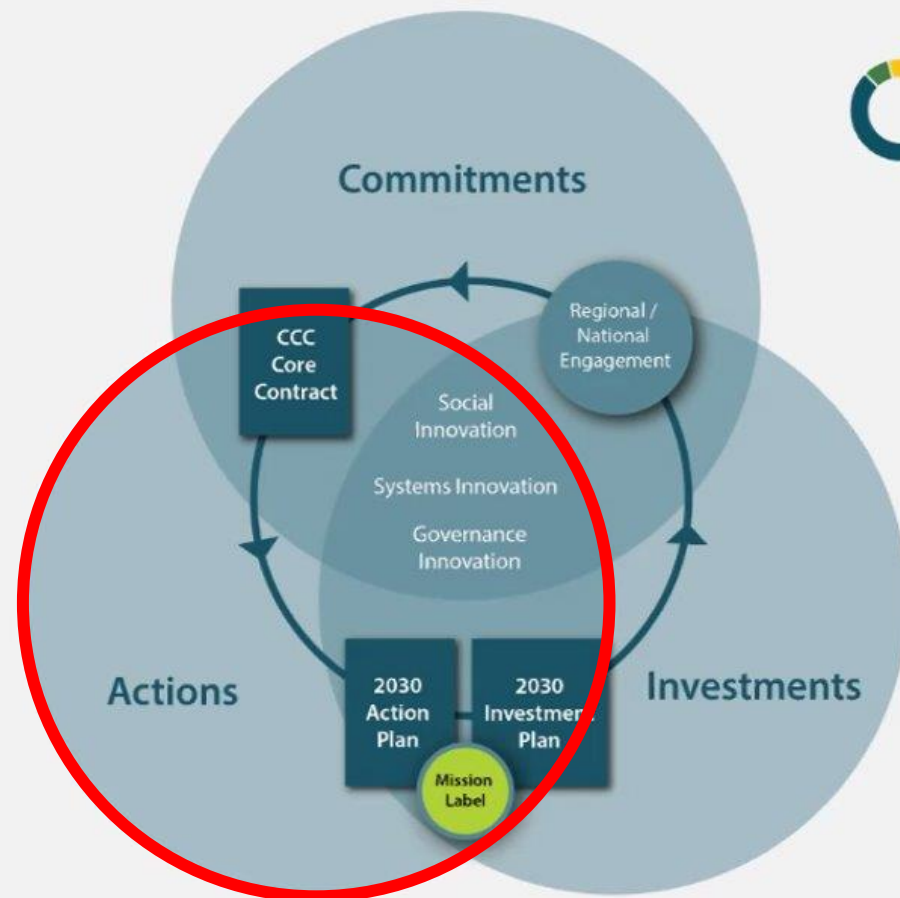 Commitments
Regional /
National
Engagement
CCC
Core
Contract
Social
Innovation
Systems Innovation
Governance
Innovation
Actions
2030
Action
Plan
2030
Investment
Plan
Investments
Mission
Label